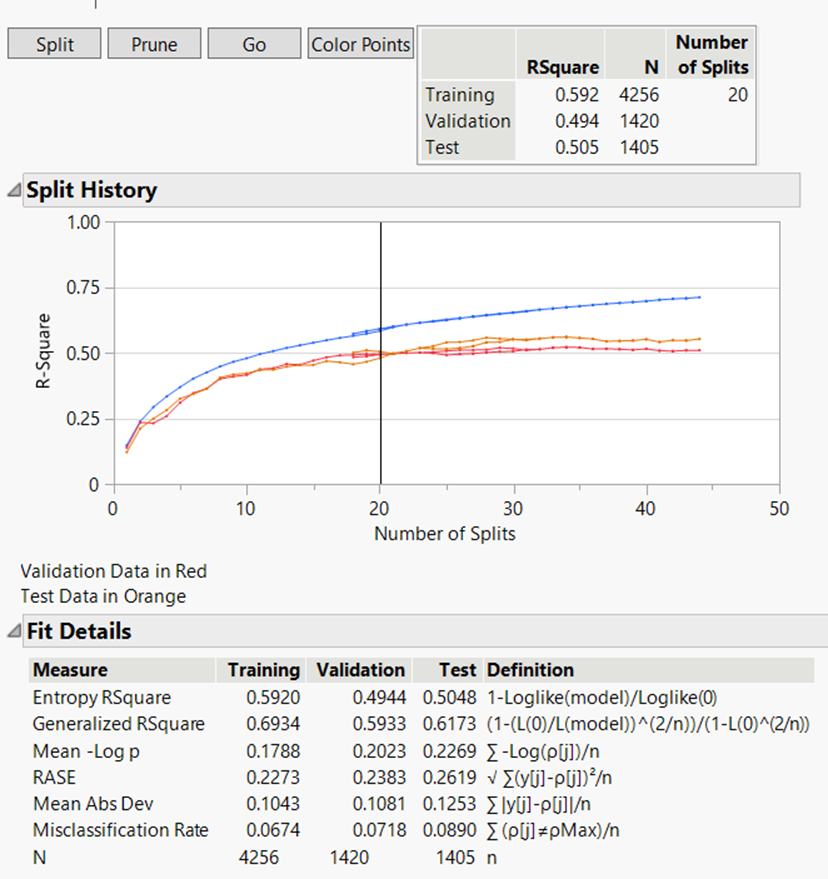 Split Prune Go Color Points
RSquare N Number of Splits
Training 0.592 4256 20
Validation 0.494 1420
Test 0.505 1405
Split History
1.00
0.75
0.50
0.25
0
R-Square
0 10 20 30 40 50
Number of Splits
Validation Data in Red
Test Data in Orange
Fit Details
Measure Training Validation Test Definition
Entropy RSquare 0.5920 0.4944 0.5048 1-Loglike(model)/Loglike(0)
Generalized RSquare 0.6934 0.5933 0.6173 (1-(L(0)/L(model))^(2/n))/(1-L(0)^(2/n))
Mean -Log p 0.1788 0.2023 0.2269 ∑ -Log(ρ[j])/n
RASE 0.2273 0.2383 0.2619 √ ∑(y[j]-ρ[j])²/n
Mean Abs Dev 0.1043 0.1081 0.1253 ∑ |y[j]-ρ[j]|/n
Misclassification Rate 0.0674 0.0718 0.0890 ∑ (ρ[j]≠ρMax)/n
N 4256 1420 1405 n